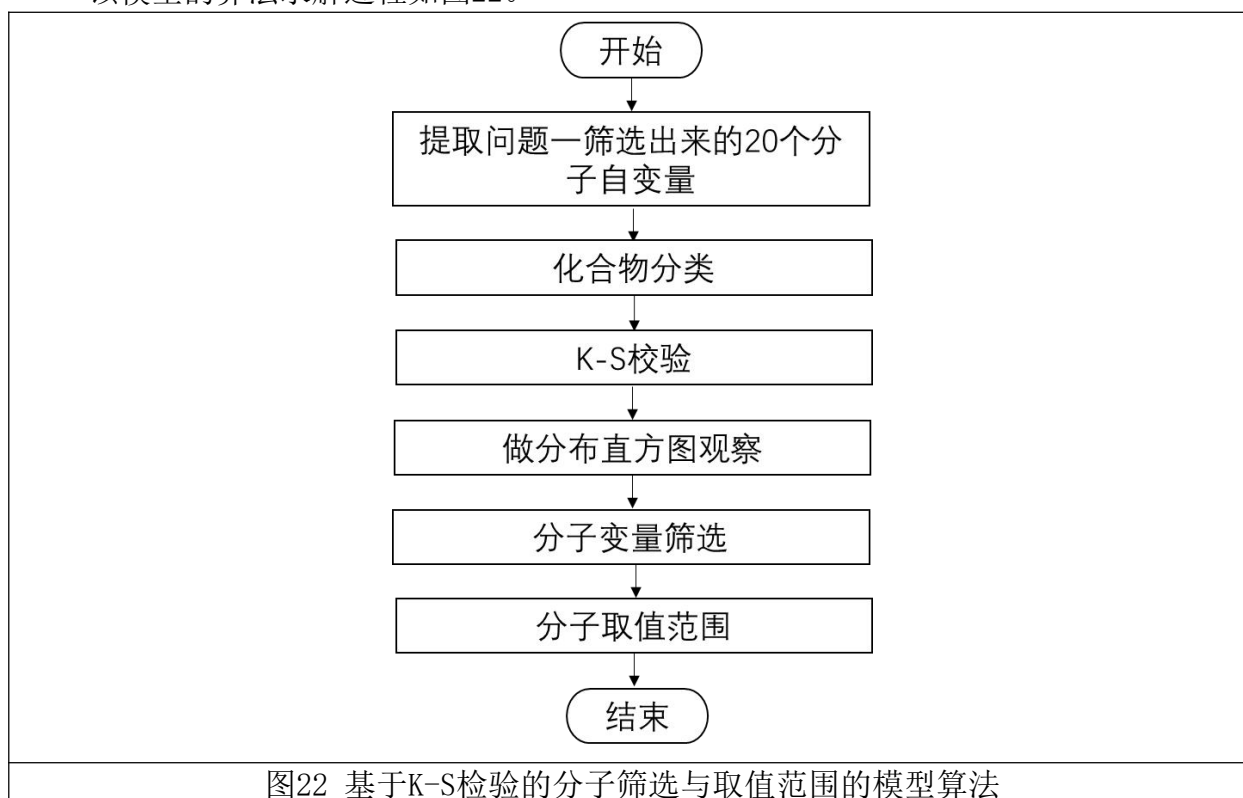 开始
提取问题一筛选出来的20个分
子自变量
化合物分类
K-S校验
做分布直方图观察
分子变量筛选
分子取值范围
结束
图22 基于K-S检验的分子筛选与取值范围的模型算法